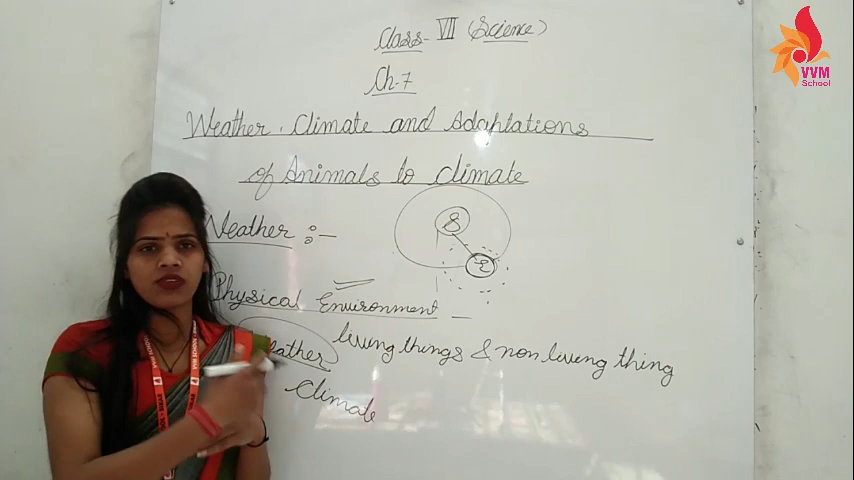 Class- VII (Science)
Ch-7
Weather, Climate and Adaptations
of Animals to climate
Weather :-
S
E
Physical Environment -
living things & non living thing
Climate
VVM
School